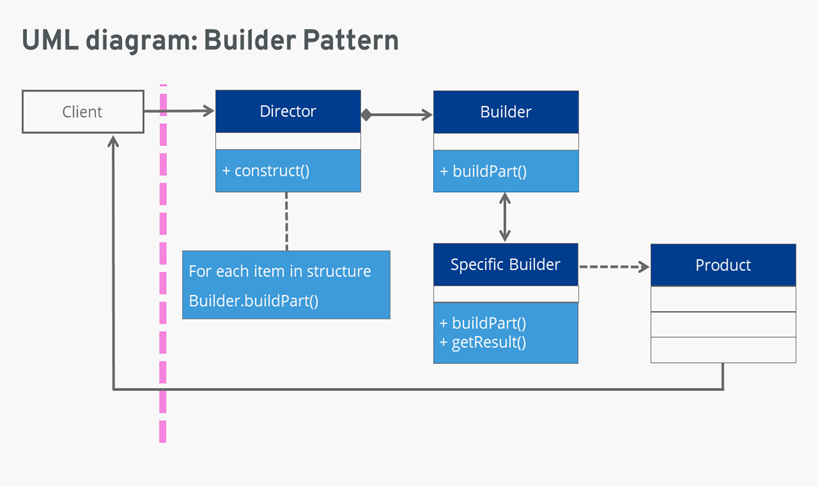 UML diagram: Builder Pattern
Client
Director
Builder
+ construct()
+ buildPart()
For each item in structure
Builder.buildPart()
Specific Builder
Product
+ buildPart()
+ getResult()